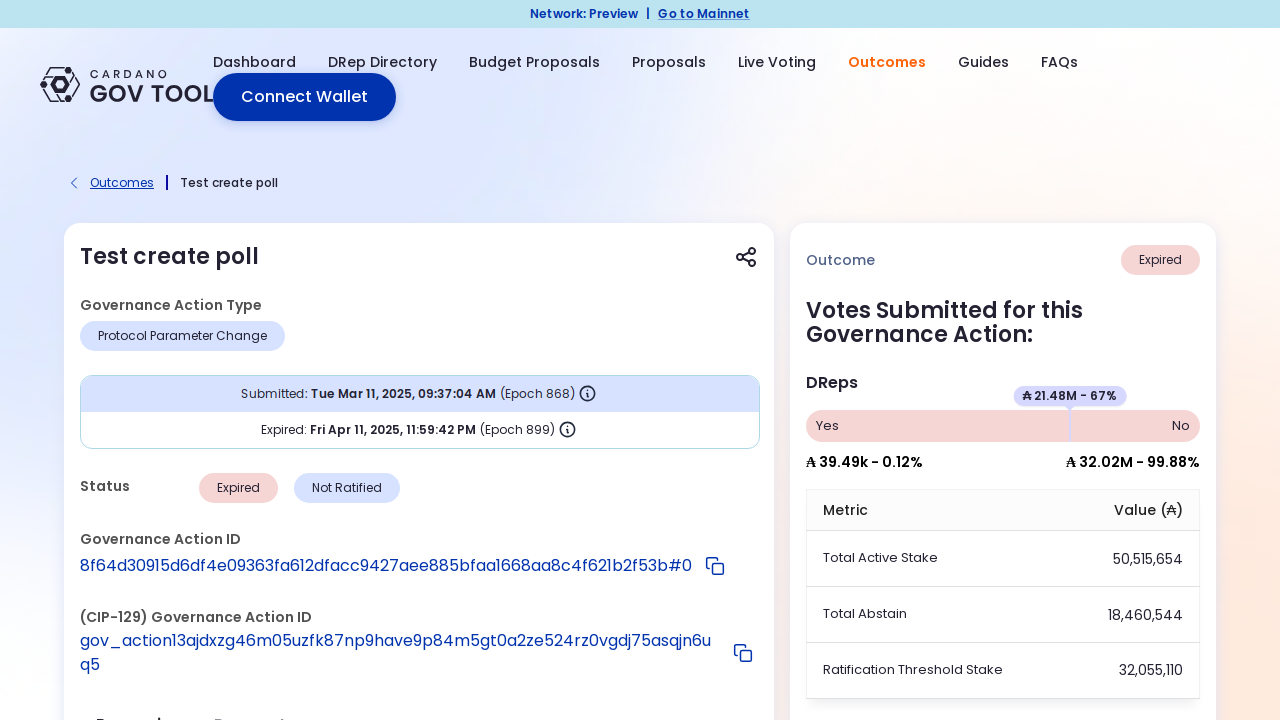 Network: Preview | Go to Mainnet
CARDANO
GOV TOOL
Dashboard DRep Directory Budget Proposals Proposals Live Voting Outcomes Guides FAQs
Connect Wallet
Outcomes | Test create poll
Test create poll
Governance Action Type
Protocol Parameter Change
Submitted: Tue Mar 11, 2025, 09:37:04 AM (Epoch 868)
Expired: Fri Apr 11, 2025, 11:59:42 PM (Epoch 899)
Status Expired Not Ratified
Governance Action ID
8f64d30915d6df4e09363fa612dfacc9427aee885bfaa1668aa8c4f621b2f53b#0
(CIP-129) Governance Action ID
gov_action13ajdxzg46m05uzfk87np9have9p84m5gt0a2ze524rz0vgdj75asqjn6u
q5
Outcome Expired
Votes Submitted for this
Governance Action:
DReps
₳ 21.48M - 67%
Yes No
₳ 39.49k - 0.12% ₳ 32.02M - 99.88%
Metric Value (₳)
Total Active Stake 50,515,654
Total Abstain 18,460,544
Ratification Threshold Stake 32,055,110